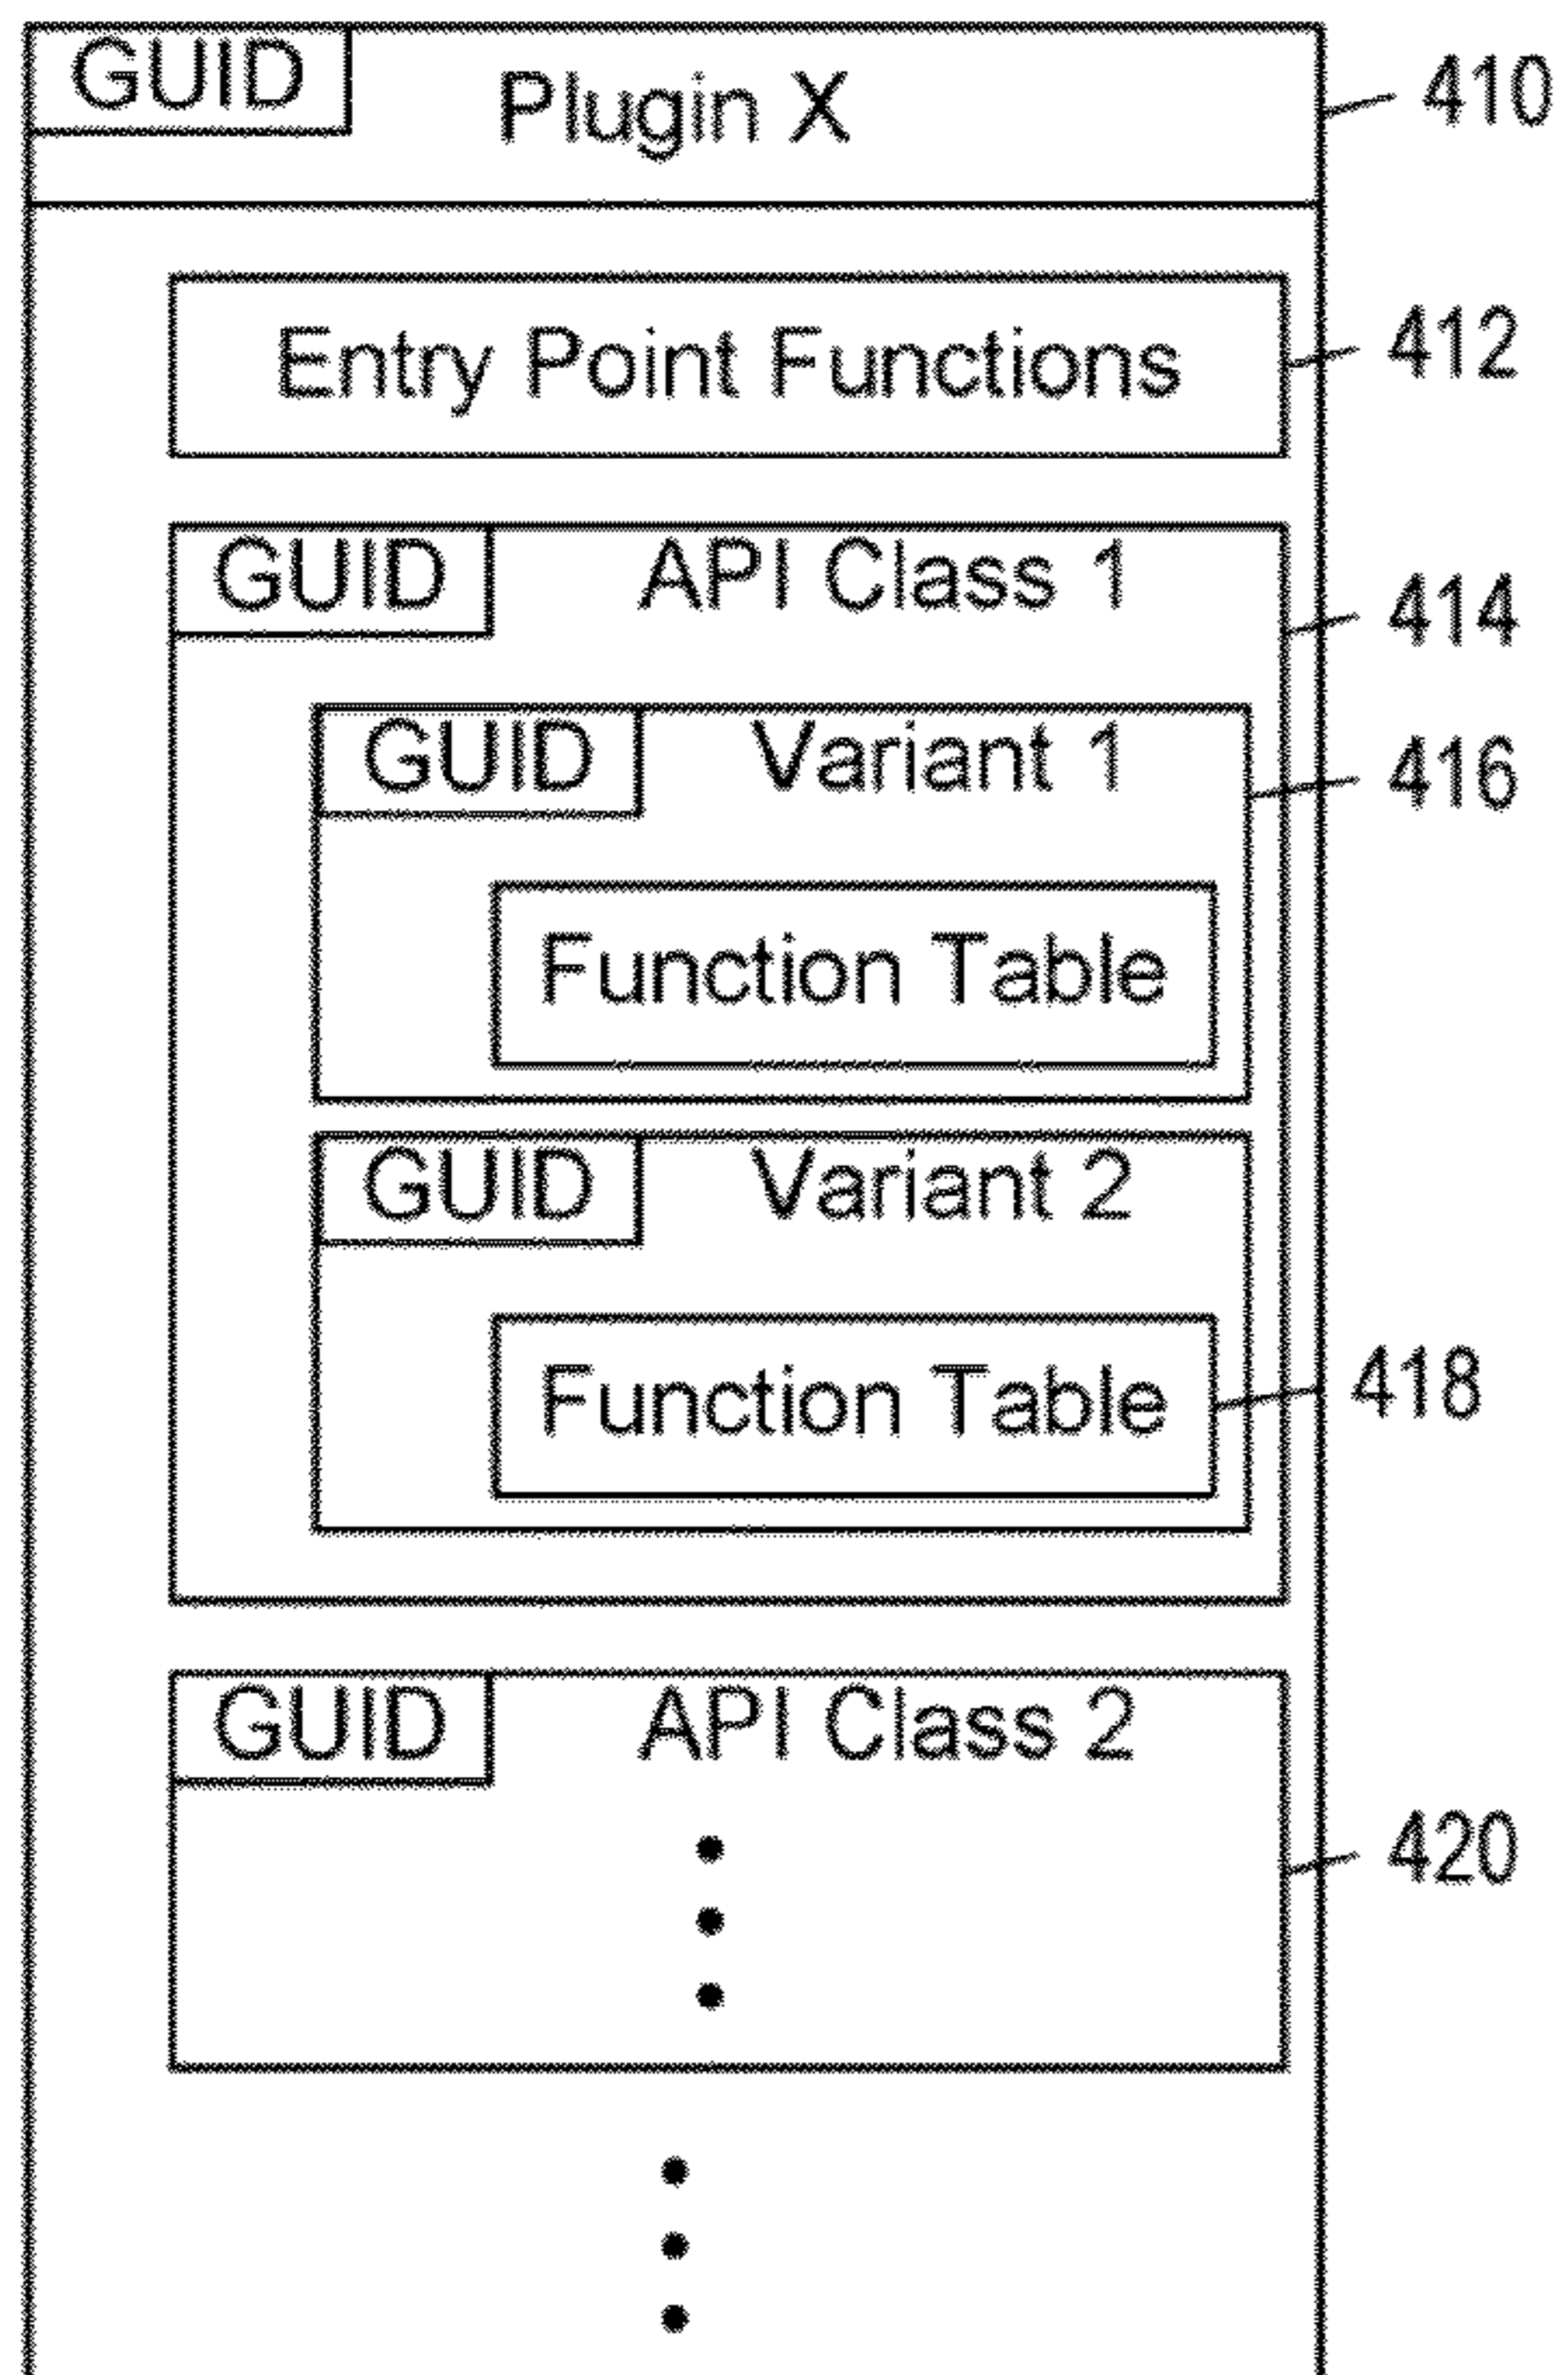 GUID Plugin X 410
Entry Point Functions 412
GUID API Class 1 414
GUID Variant 1 416
Function Table
GUID Variant 2
Function Table 418
GUID API Class 2
420